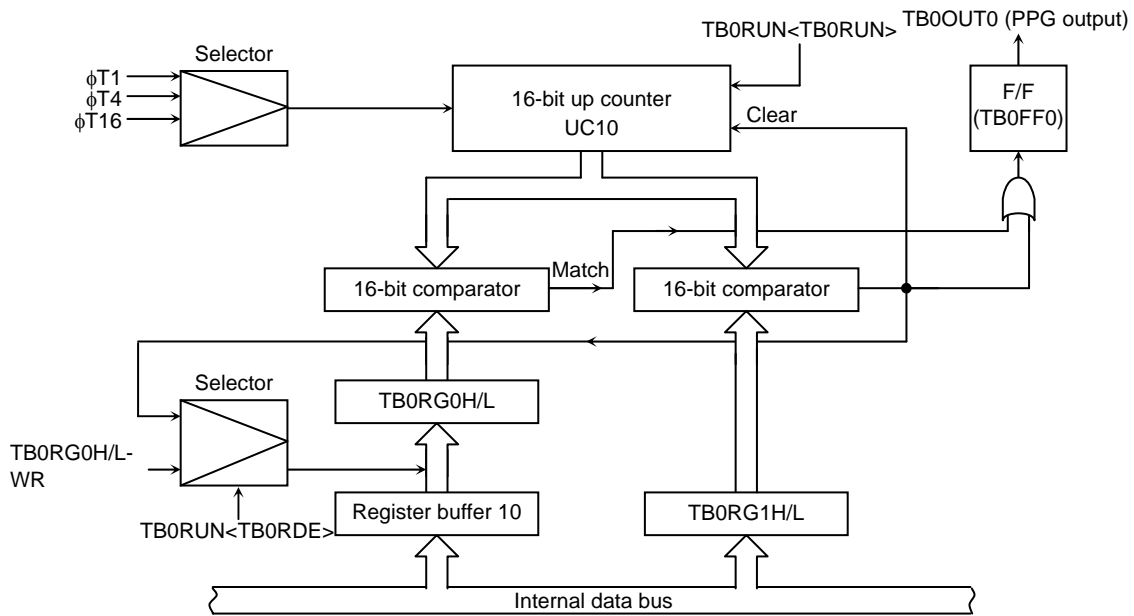 TB0OUT0 (PPG output)
TB0RUN<TB0RUN>
Selector
ϕT1
ϕT4
ϕT16
16-bit up counter
UC10
Clear
F/F
(TB0FF0)
Match
16-bit comparator
16-bit comparator
Selector
TB0RG0H/L
TB0RG0H/L-
WR
Register buffer 10
TB0RG1H/L
TB0RUN<TB0RDE>
Internal data bus